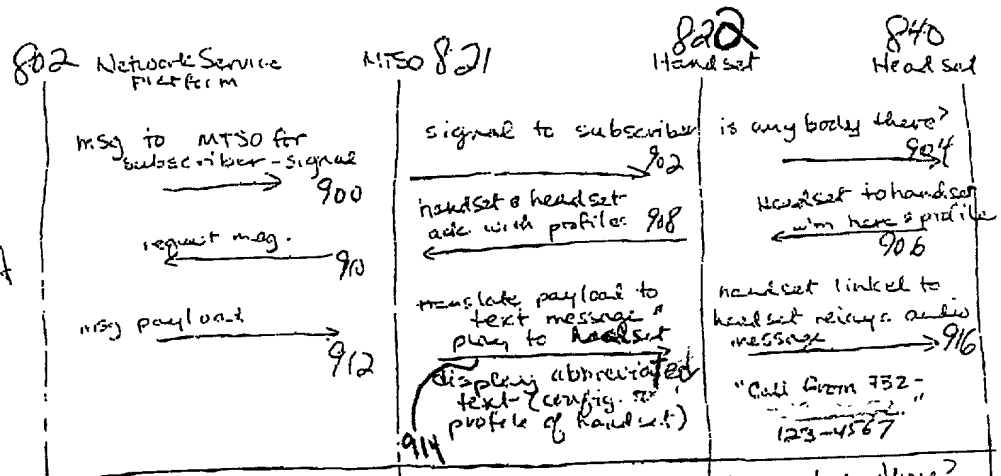 802 Network Service
Platform
MTSO 821
822
Handset
840
Headset
msg to MTSO for
subscriber-signal
900
signal to subscriber
902
is anybody there?
904
handset & headset
ack with profiles 908
Headset to handset
i'm here & profile
906
request msg.
910
msg payload
912
translate payload to
text message
play to headset
display abbreviated
text-(config.
profile of handset)
914
handset linked to
headset relays audio
message
916
"Call from 732-
123-4567